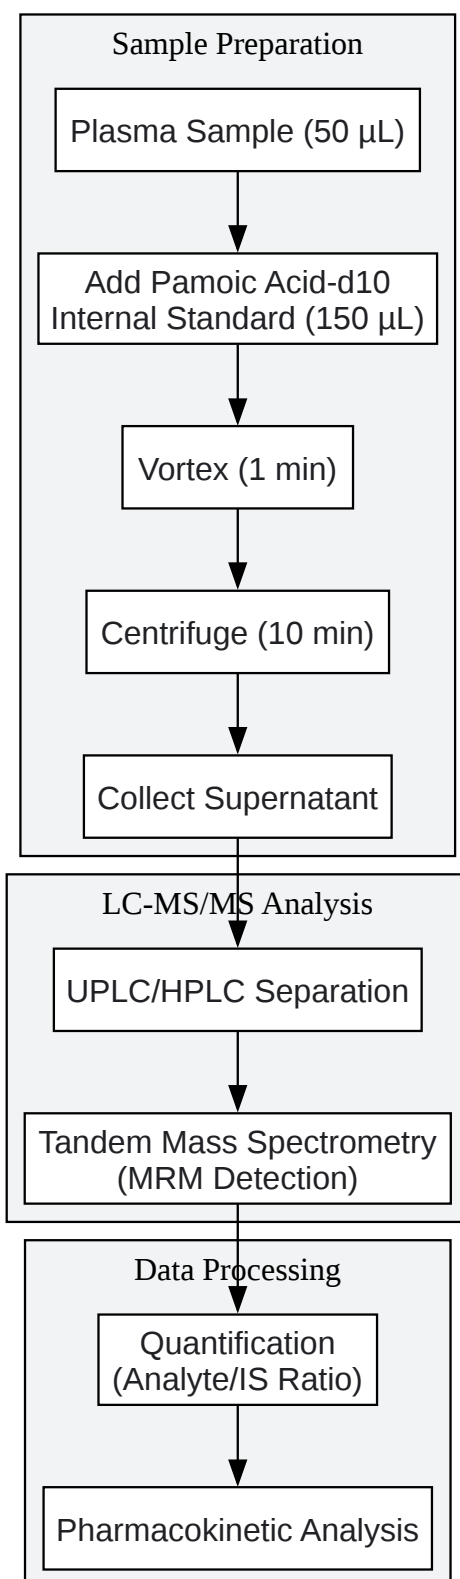 Sample Preparation
Plasma Sample (50 µL)
Add Pamoic Acid-d10
Internal Standard (150 µL)
Vortex (1 min)
Centrifuge (10 min)
Collect Supernatant
LC-MS/MS Analysis
UPLC/HPLC Separation
Tandem Mass Spectrometry
(MRM Detection)
Data Processing
Quantification
(Analyte/IS Ratio)
Pharmacokinetic Analysis